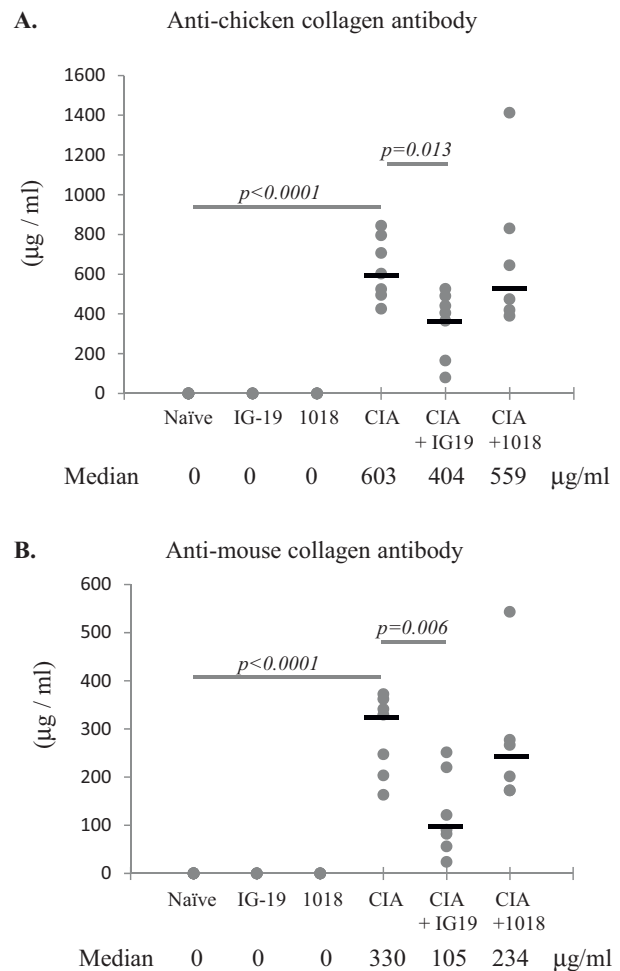 A. Anti-chicken collagen antibody
1600
1400
1200
1000
800
600
400
200
0
(µg / ml)
p=0.013
p<0.0001
Naïve IG-19 1018 CIA CIA CIA
+ IG19 +1018
Median 0 0 0 603 404 559 µg/ml
B. Anti-mouse collagen antibody
600
500
400
300
200
100
0
(µg / ml)
p=0.006
p<0.0001
Naïve IG-19 1018 CIA CIA CIA
+ IG19 +1018
Median 0 0 0 330 105 234 µg/ml